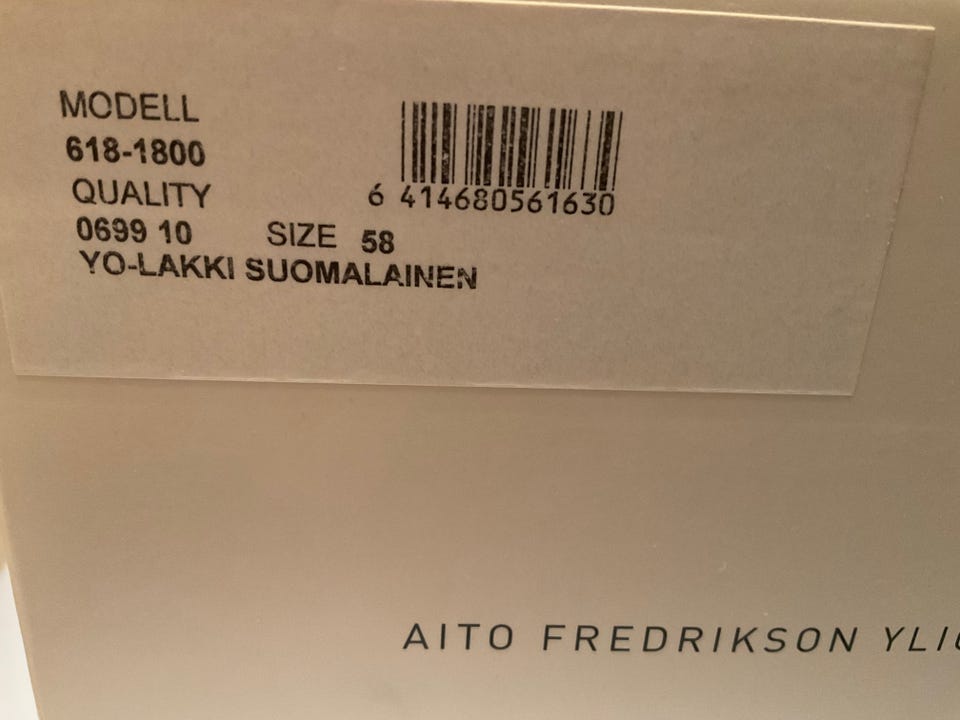 MODELL
618-1800
QUALITY
0699 10 SIZE 58
YO-LAKKI SUOMALAINEN
6 414680561630
AITO FREDRIKSON